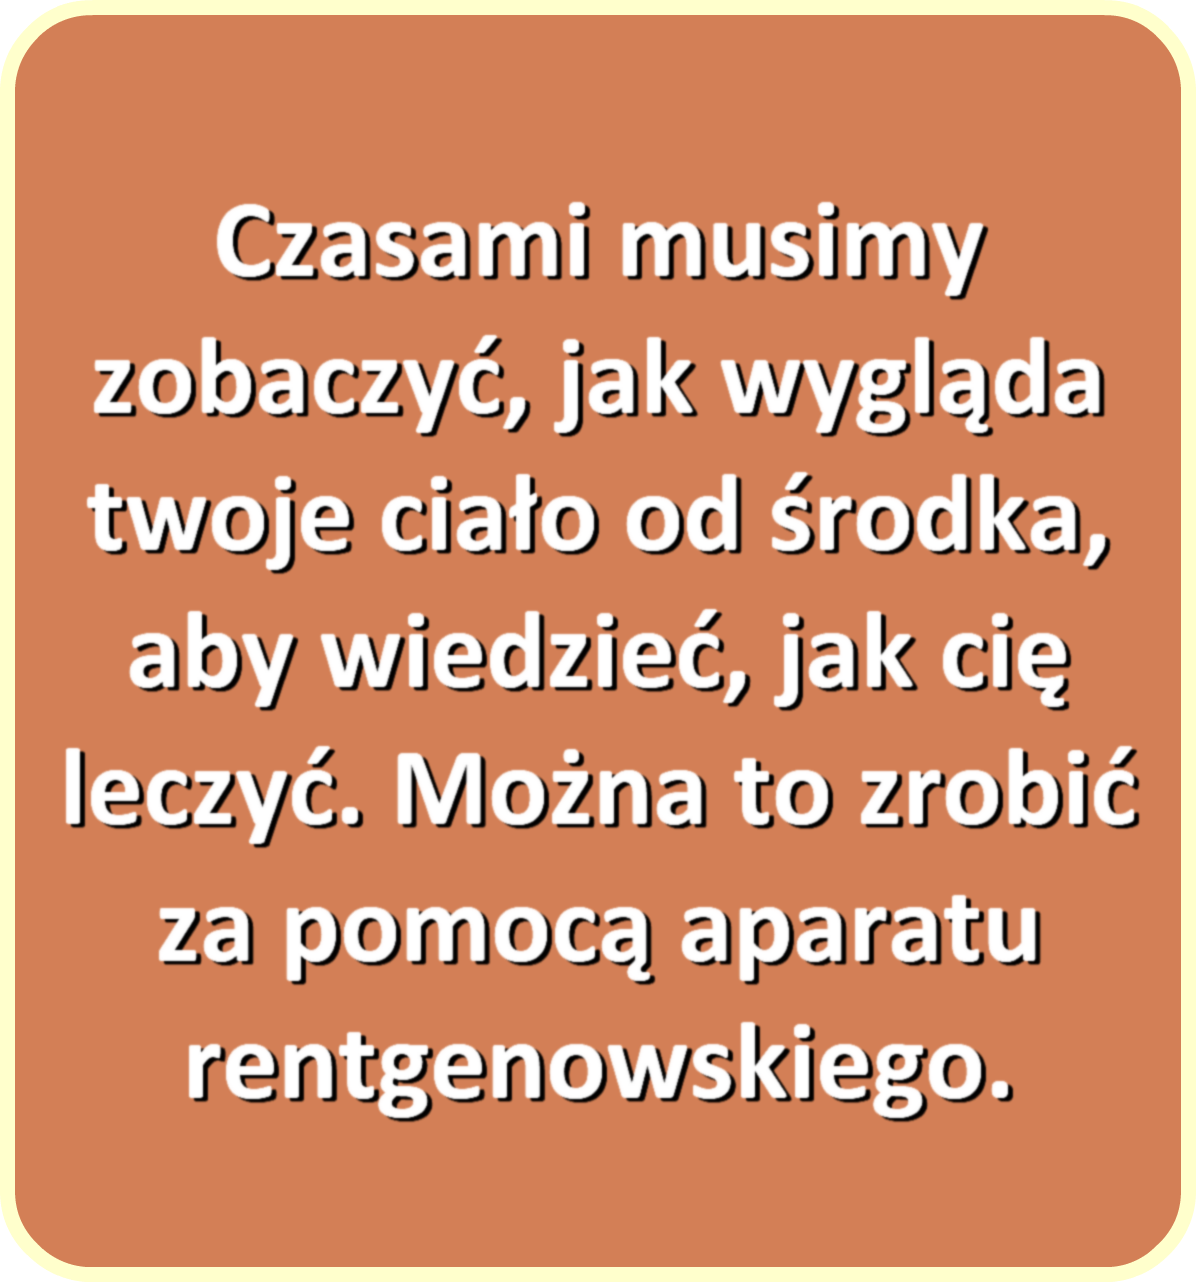 Czasami musimy
zobaczyć, jak wygląda
twoje ciało od środka,
aby wiedzieć, jak cię
leczyć. Można to zrobić
za pomocą aparatu
rentgenowskiego.